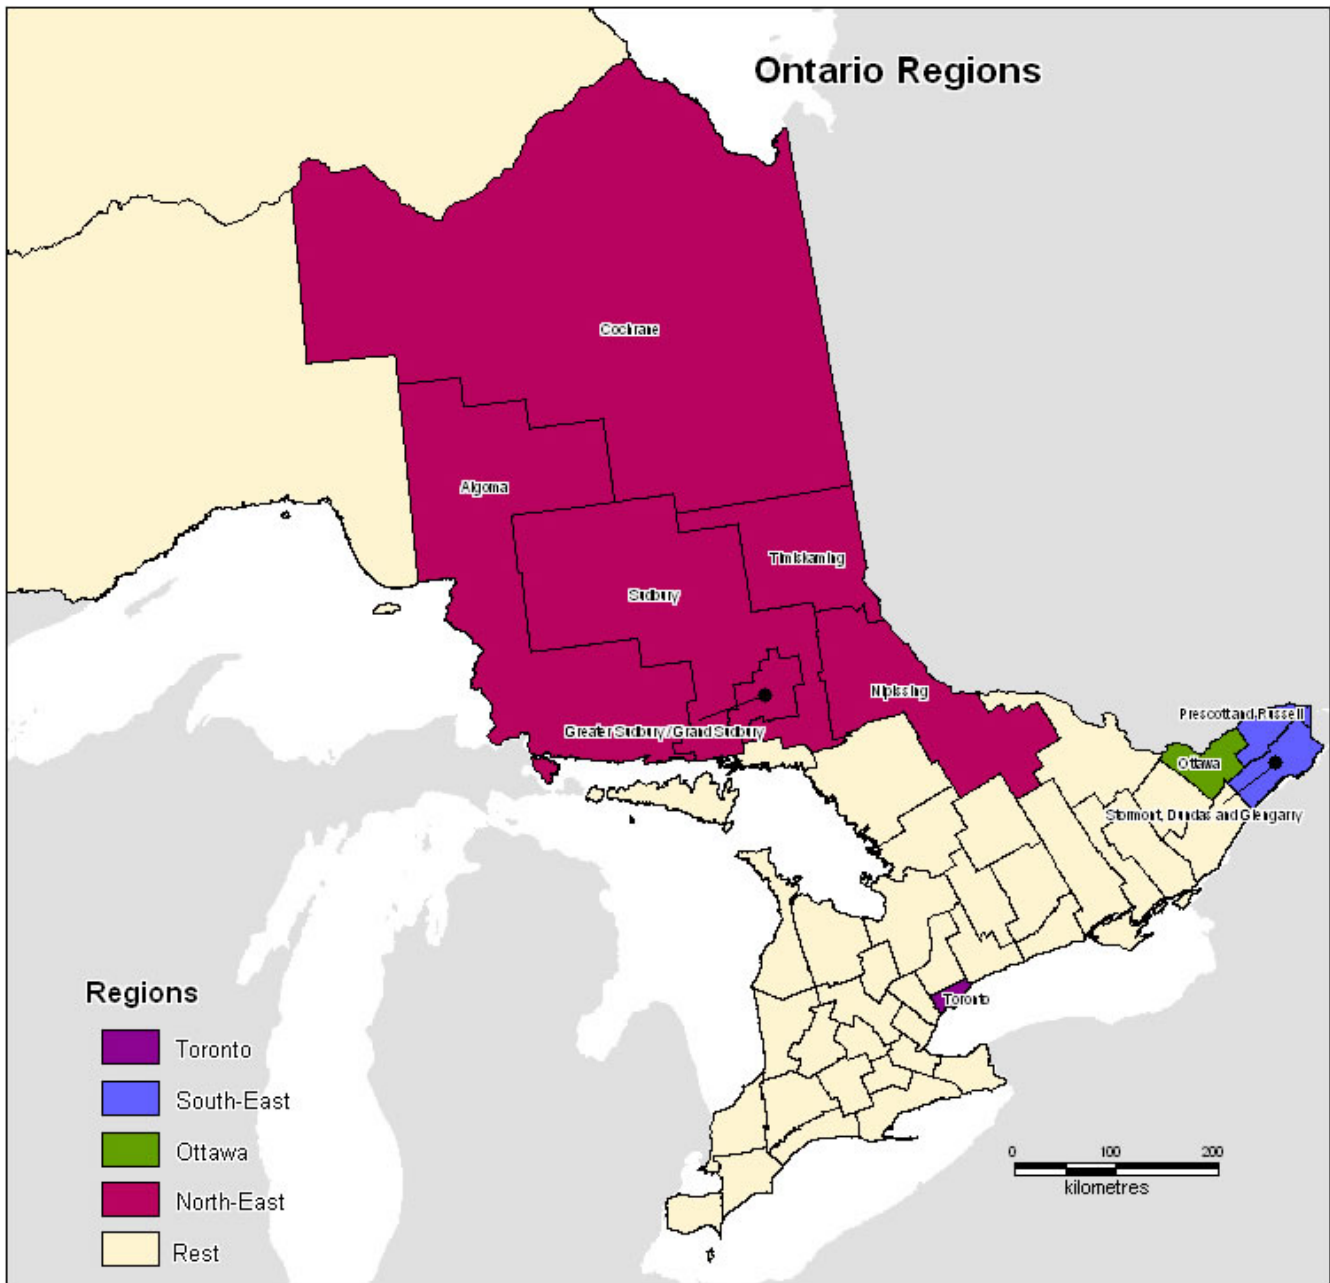 Ontario Regions
Cochrane
Algoma
Timiskaming
Sudbury
Nipissing
Greater Sudbury / Grand Sudbury
Prescott and Russell
Ottawa
Stormont, Dundas and Glengarry
Toronto
Regions
Toronto
South-East
Ottawa
North-East
Rest
0 100 200
kilometres